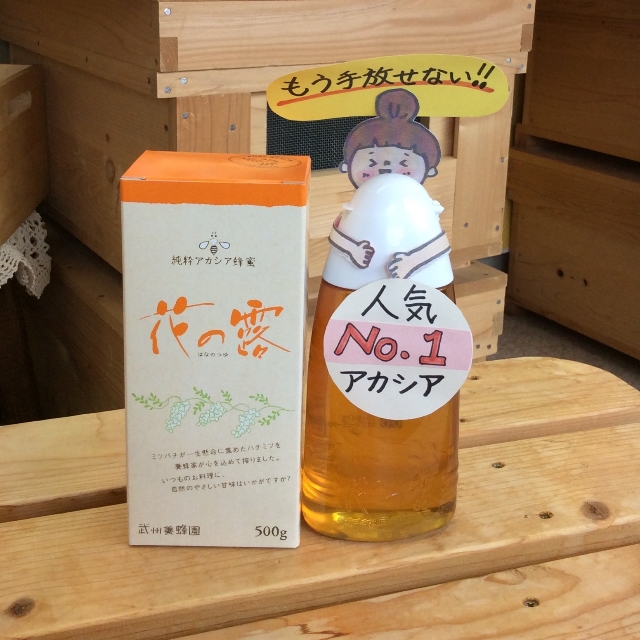 もう手放せない!!
純粋アカシア蜂蜜
花の露
はなのつゆ
ミツバチが一生懸命に集めたハチミツを
養蜂家が心を込めて搾りました。
いつものお料理に、
自然のやさしい甘味はいかがですか?
武州養蜂園
500g
人気
No.1
アカシア